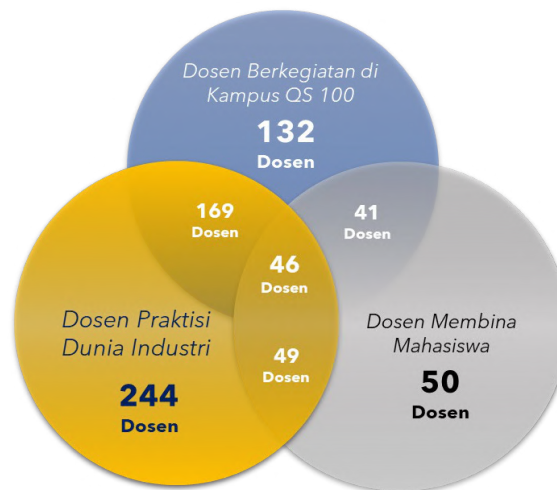 Dosen Berkegiatan di
Kampus QS 100
132
Dosen
169
Dosen
41
Dosen
46
Dosen
Dosen Praktisi
Dunia Industri
244
Dosen
49
Dosen
Dosen Membina
Mahasiswa
50
Dosen